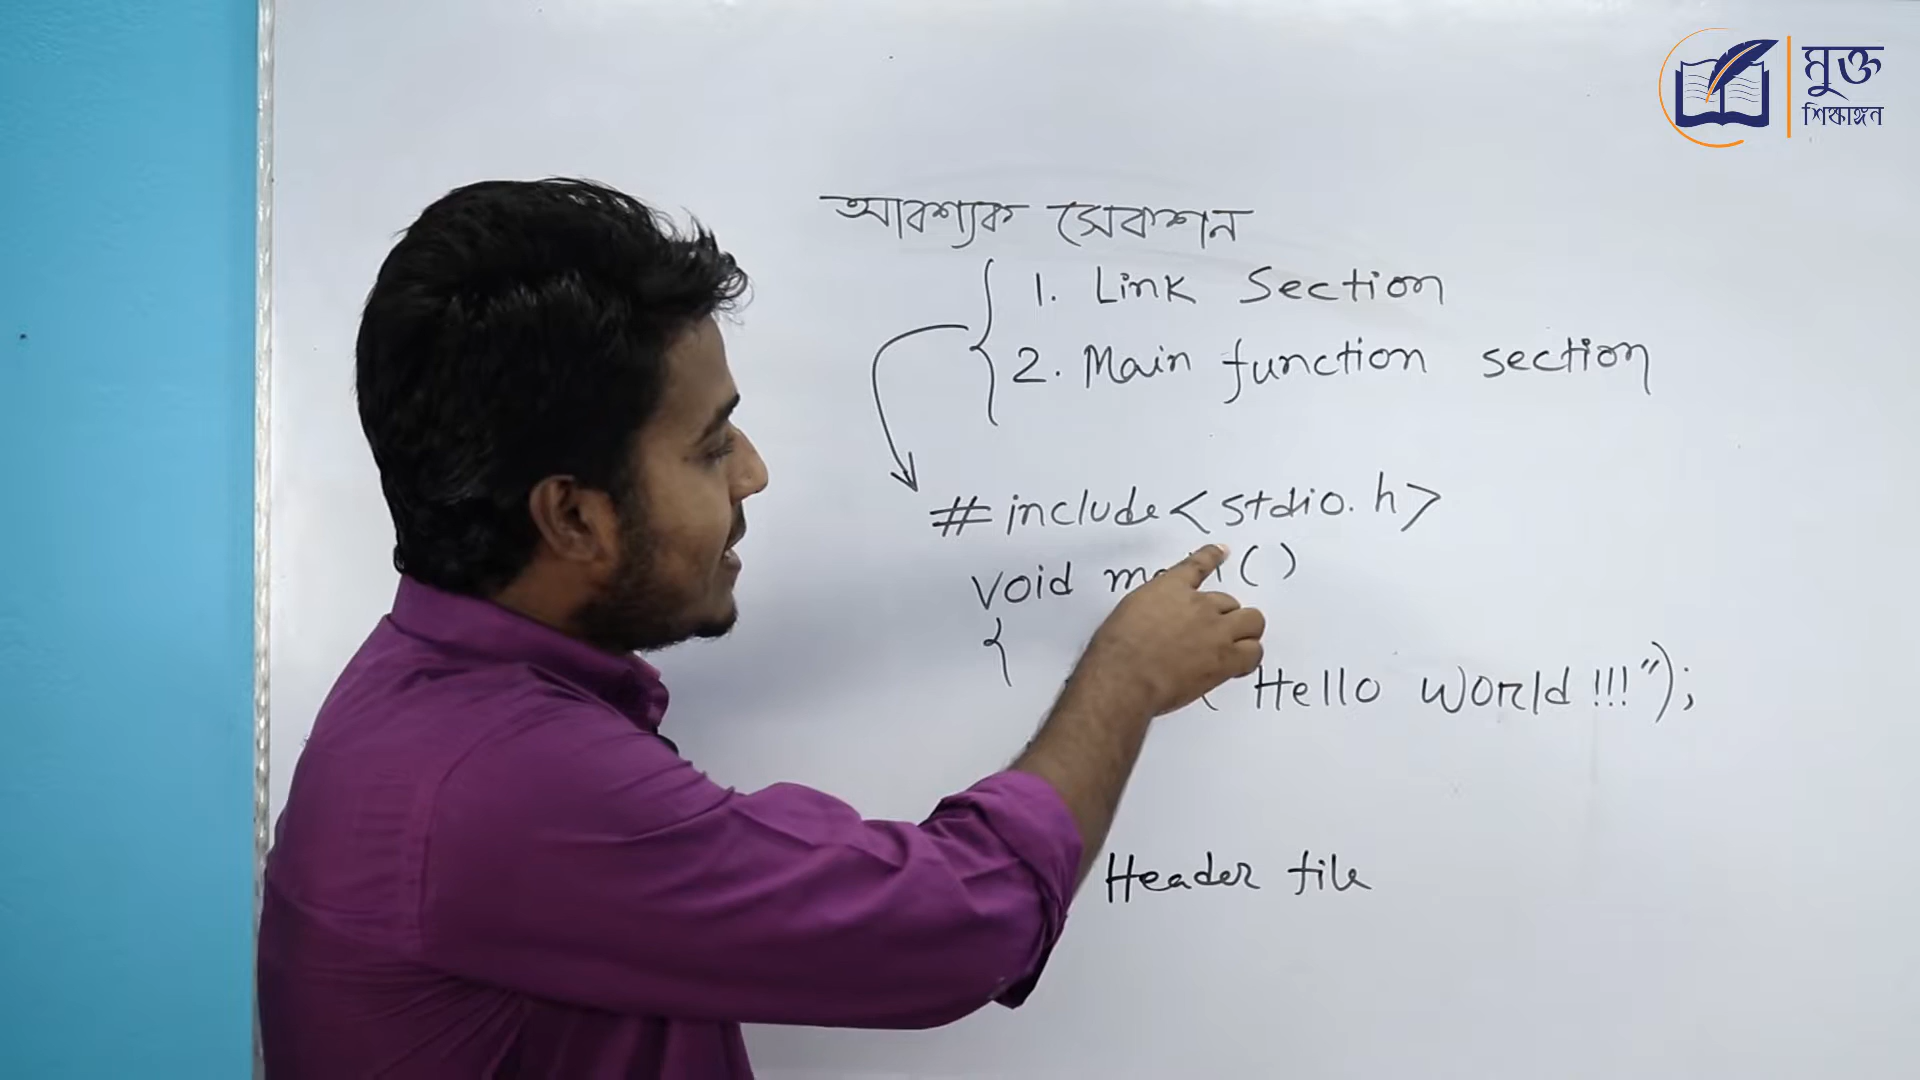 মুক্ত
শিক্ষাঙ্গন
আবশ্যক সেকশন
1. Link Section
2. Main function section
#include<stdio.h>
void ()
{
Hello World!!!");
Header file